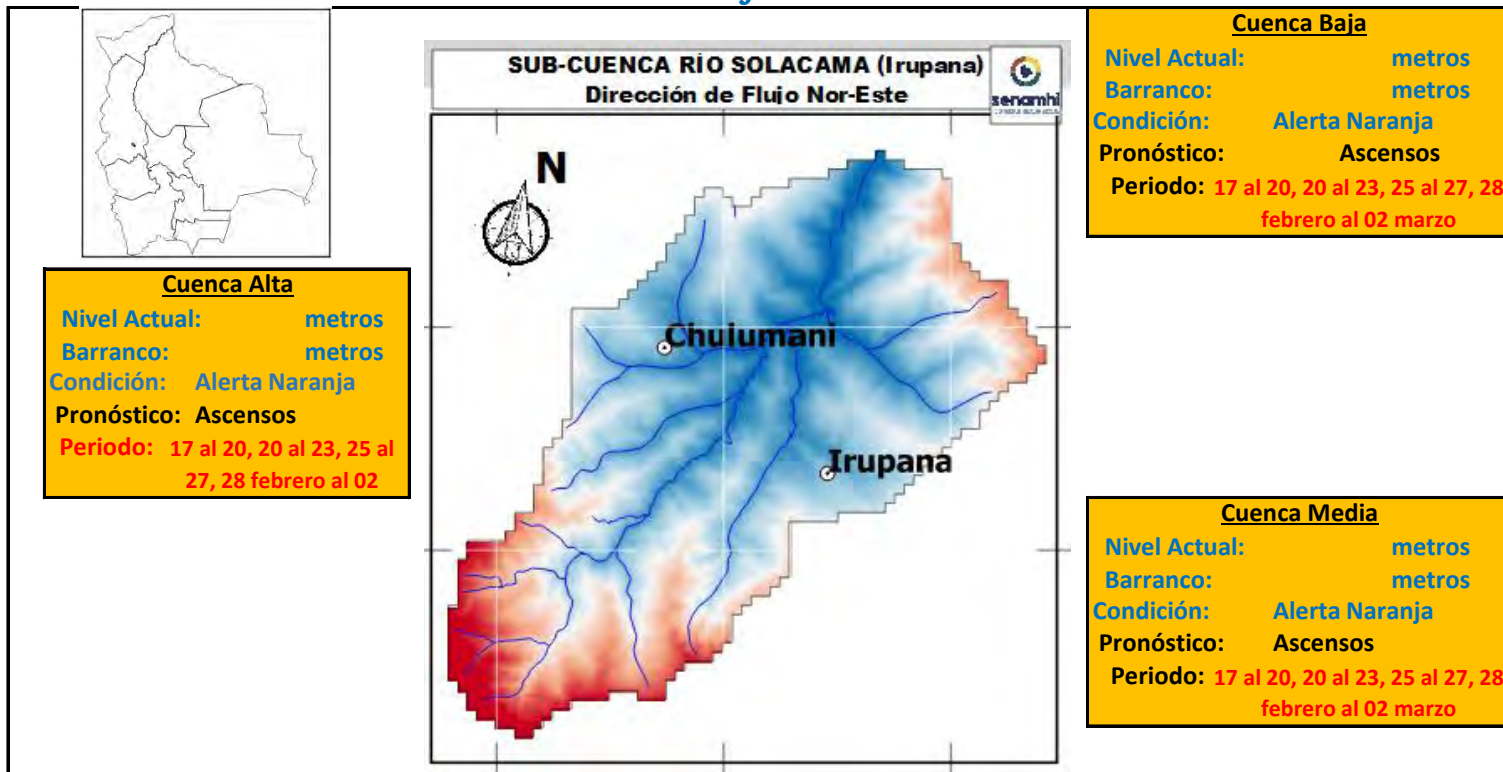 SUB-CUENCA RÍO SOLACAMA (Irupana)
Dirección de Flujo Nor-Este
senamhi
N
Chulumani
Irupana
Cuenca Alta
Nivel Actual: metros
Barranco: metros
Condición: Alerta Naranja
Pronóstico: Ascensos
Periodo: 17 al 20, 20 al 23, 25 al
27, 28 febrero al 02
Cuenca Baja
Nivel Actual: metros
Barranco: metros
Condición: Alerta Naranja
Pronóstico: Ascensos
Periodo: 17 al 20, 20 al 23, 25 al 27, 28
febrero al 02 marzo
Cuenca Media
Nivel Actual: metros
Barranco: metros
Condición: Alerta Naranja
Pronóstico: Ascensos
Periodo: 17 al 20, 20 al 23, 25 al 27, 28
febrero al 02 marzo